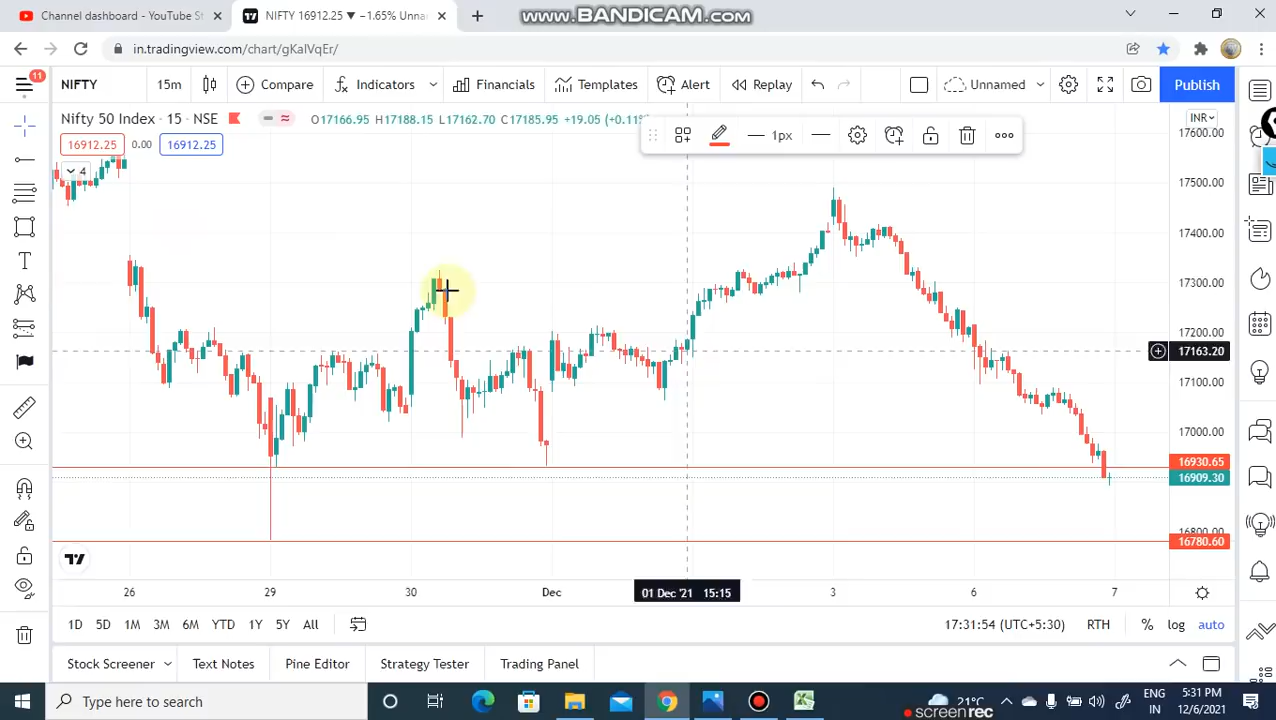 Channel dashboard - YouTube St
NIFTY 16912.25 ▼ −1.65% Unnar
www.BANDICAM.com
in.tradingview.com/chart/gKaIVqEr/
11
NIFTY
15m
Compare
Indicators
Financials
Templates
Alert
Replay
Unnamed
Publish
Nifty 50 Index · 15 · NSE
O17166.95 H17188.15 L17162.70 C17185.95 +19.05 (+0.11%
INR
16912.25
0.00
16912.25
1px
4
17600.00
17500.00
17400.00
17300.00
17200.00
17163.20
17100.00
17000.00
16930.65
16909.30
16800.00
16780.60
26
29
30
Dec
01 Dec '21 15:15
3
6
7
1D 5D 1M 3M 6M YTD 1Y 5Y All
17:31:54 (UTC+5:30)
RTH
% log auto
Stock Screener
Text Notes
Pine Editor
Strategy Tester
Trading Panel
Type here to search
21°C
ENG
IN
5:31 PM
12/6/2021
screenrec